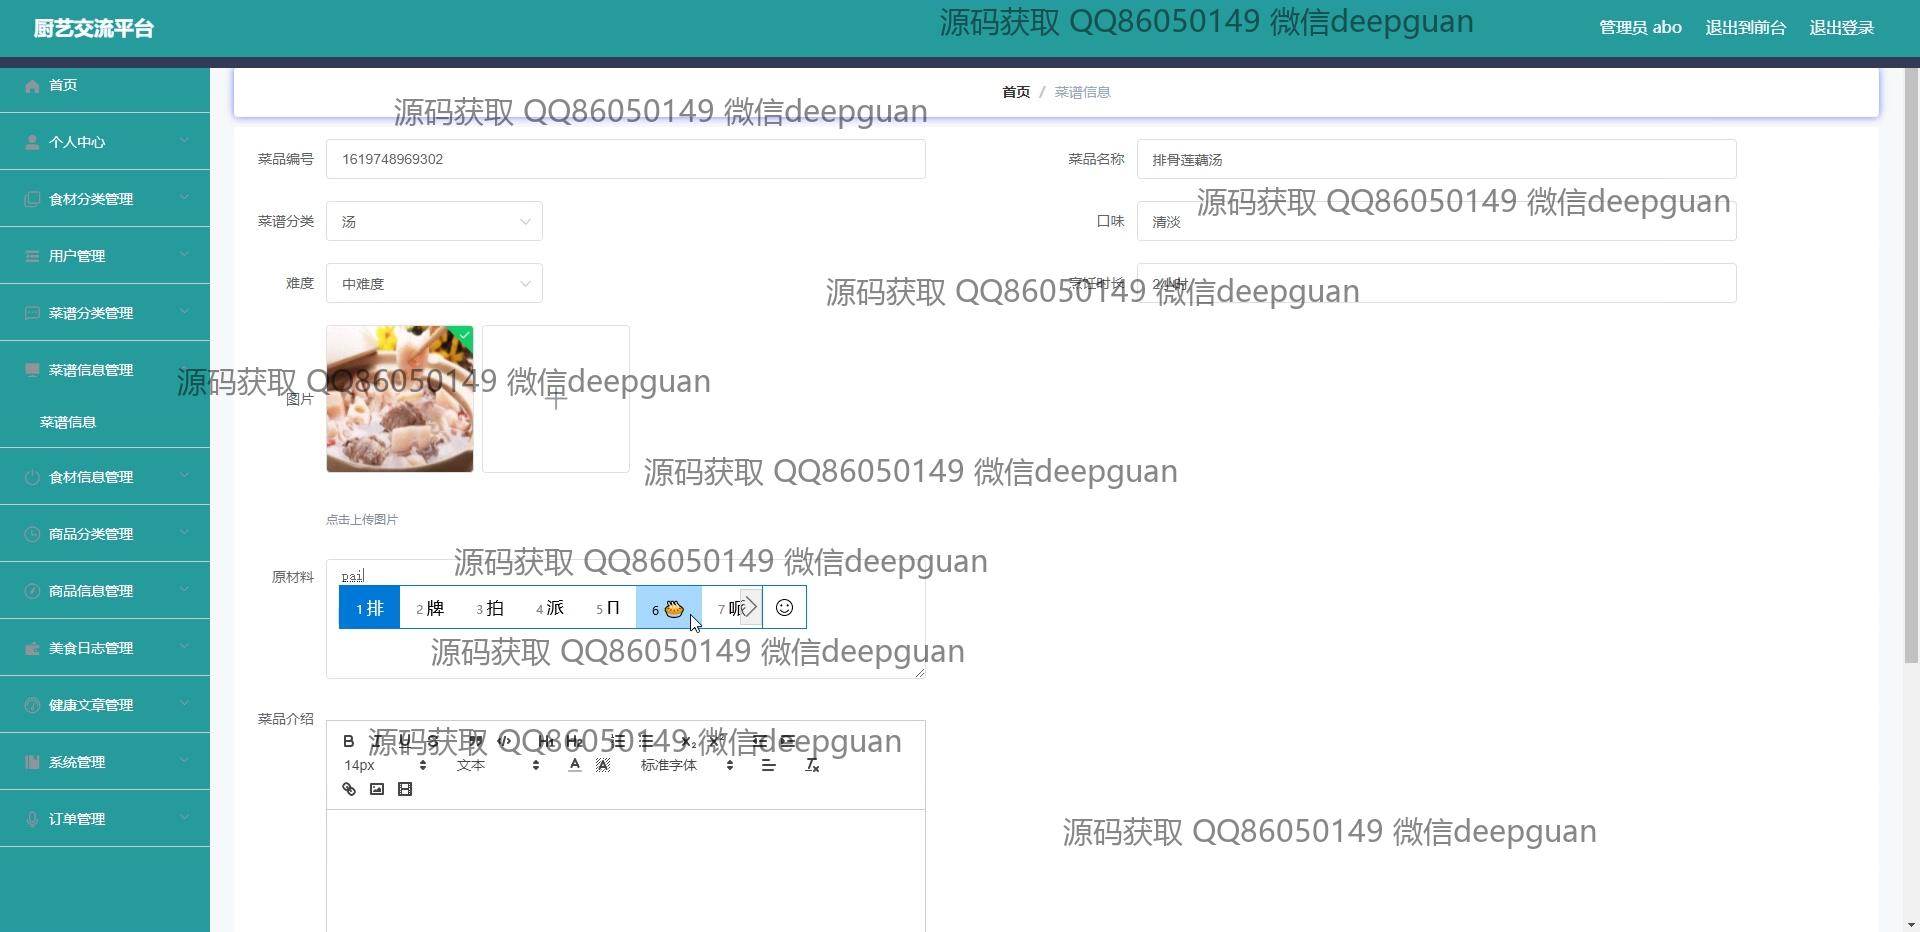 厨艺交流平台
源码获取 QQ86050149 微信deepguan
管理员 abo 退出到前台 退出登录
首页
首页 / 菜谱信息
源码获取 QQ86050149 微信deepguan
个人中心
菜品编号 1619748969302 菜品名称 排骨莲藕汤
食材分类管理
源码获取 QQ86050149 微信deepguan
菜谱分类 汤 口味 清淡
用户管理
难度 中难度 烹饪时长 2小时
源码获取 QQ86050149 微信deepguan
菜谱分类管理
菜谱信息管理
源码获取 QQ86050149 微信deepguan
图片
菜谱信息
食材信息管理
源码获取 QQ86050149 微信deepguan
点击上传图片
商品分类管理
源码获取 QQ86050149 微信deepguan
原材料 pail
商品信息管理
1 排 2 牌 3 拍 4 派 5 Π 6 🥧 7 哌
美食日志管理
源码获取 QQ86050149 微信deepguan
健康文章管理
菜品介绍
B I U S H1 H2 X₂ X²
源码获取 QQ86050149 微信deepguan
14px 文本 A A 标准字体 Tx
系统管理
订单管理
源码获取 QQ86050149 微信deepguan